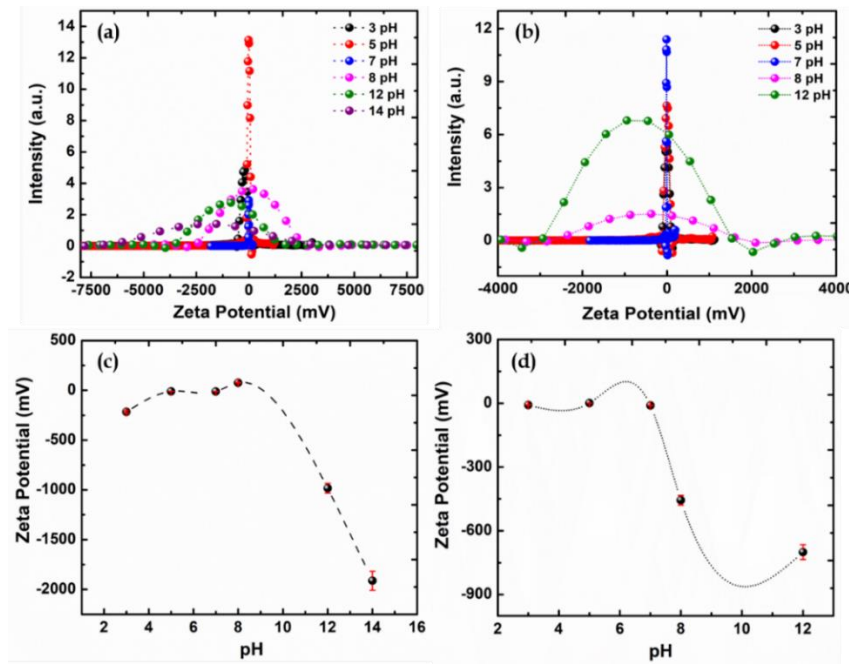 (a)
3 pH
5 pH
7 pH
8 pH
12 pH
14 pH
14
12
10
8
6
4
2
0
-2
Intensity (a.u.)
-7500 -5000 -2500 0 2500 5000 7500
Zeta Potential (mV)
(b)
3 pH
5 pH
7 pH
8 pH
12 pH
12
9
6
3
0
Intensity (a.u.)
-4000 -2000 0 2000 4000
Zeta Potential (mV)
(c)
500
0
-500
-1000
-1500
-2000
Zeta Potential (mV)
2 4 6 8 10 12 14 16
pH
(d)
300
0
-300
-600
-900
Zeta Potential (mV)
2 4 6 8 10 12
pH